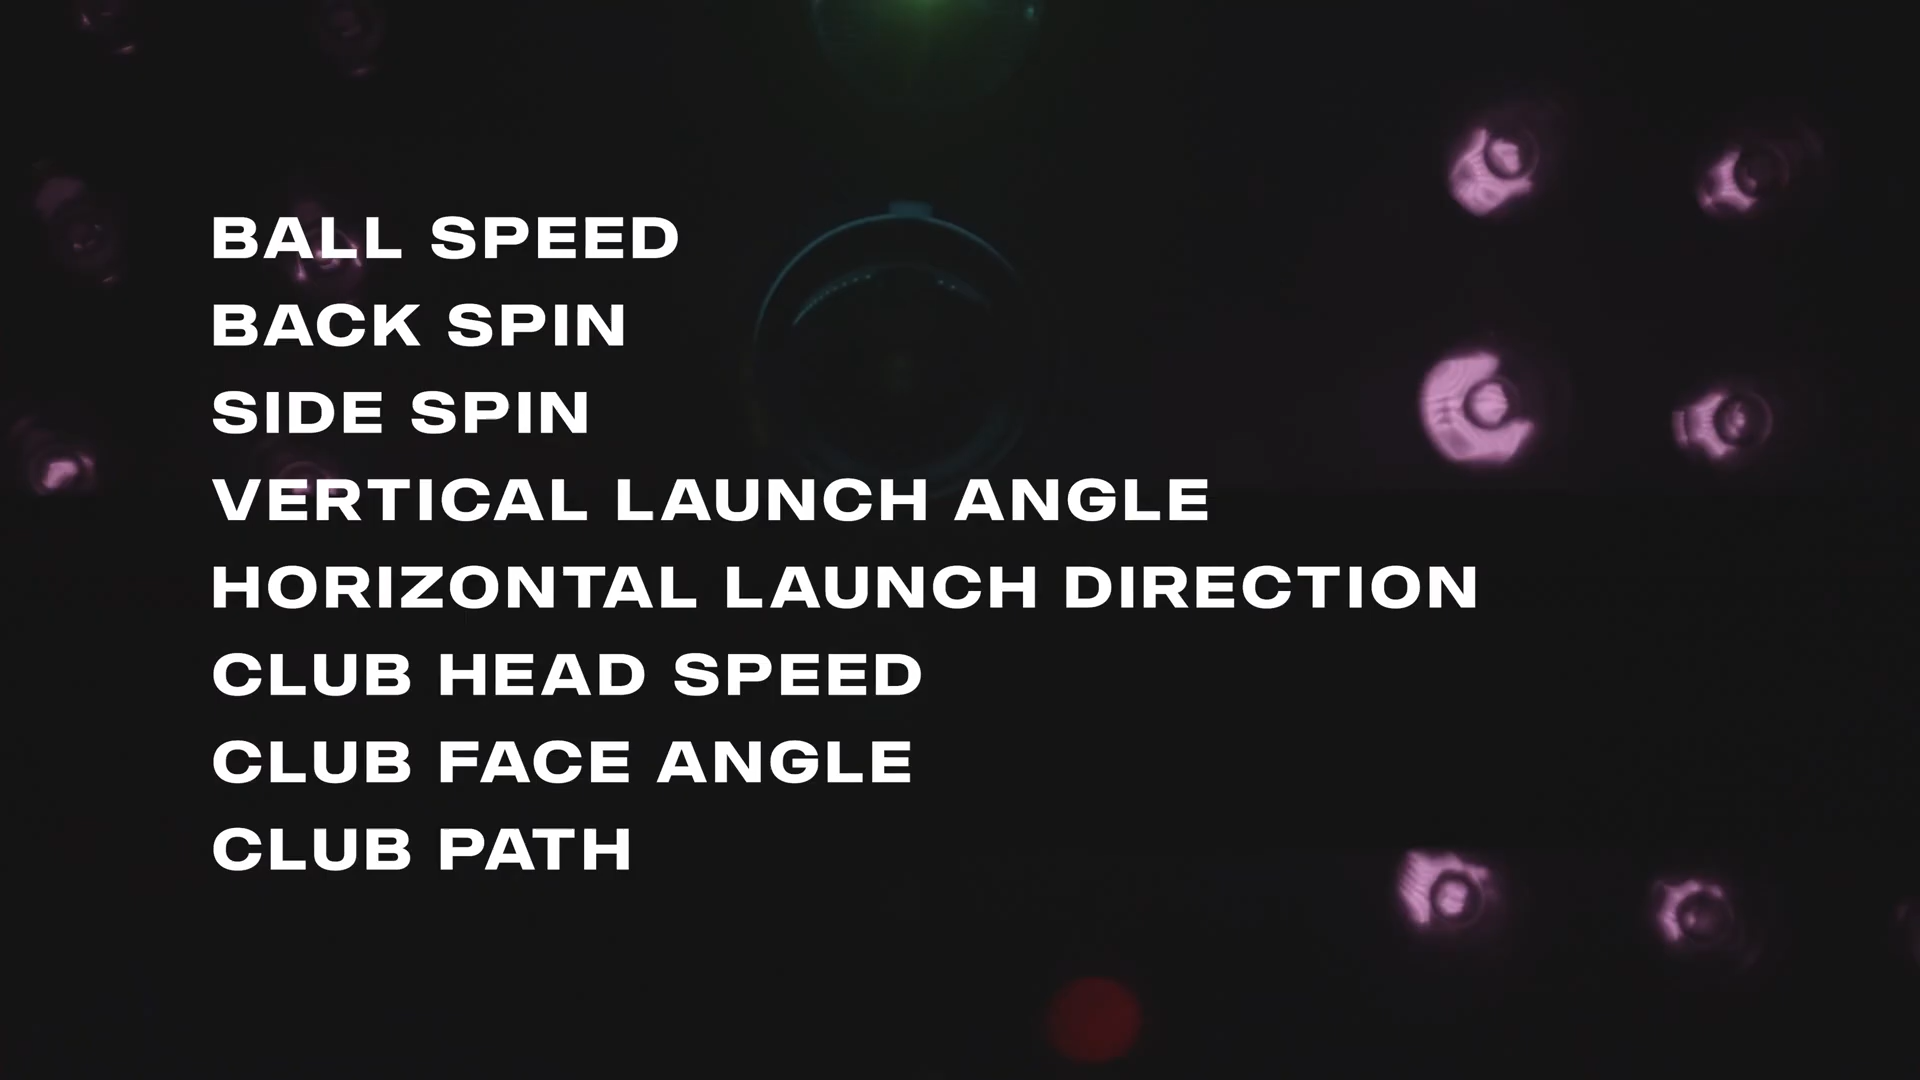 BALL SPEED
BACK SPIN
SIDE SPIN
VERTICAL LAUNCH ANGLE
HORIZONTAL LAUNCH DIRECTION
CLUB HEAD SPEED
CLUB FACE ANGLE
CLUB PATH